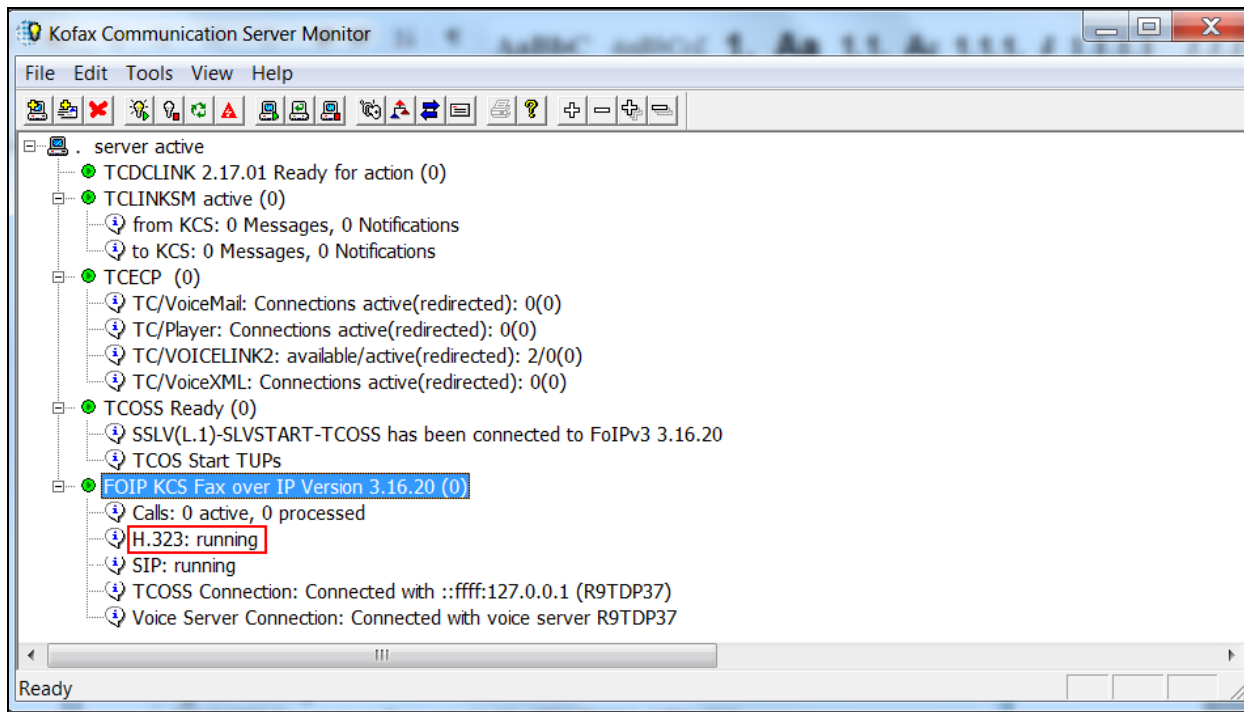 Kofax Communication Server Monitor
File Edit Tools View Help
. server active
TCDCLINK 2.17.01 Ready for action (0)
TCLINKSM active (0)
from KCS: 0 Messages, 0 Notifications
to KCS: 0 Messages, 0 Notifications
TCECP (0)
TC/VoiceMail: Connections active(redirected): 0(0)
TC/Player: Connections active(redirected): 0(0)
TC/VOICELINK2: available/active(redirected): 2/0(0)
TC/VoiceXML: Connections active(redirected): 0(0)
TCOSS Ready (0)
SSLV(L.1)-SLVSTART-TCOSS has been connected to FoIPv3 3.16.20
TCOS Start TUPs
FOIP KCS Fax over IP Version 3.16.20 (0)
Calls: 0 active, 0 processed
H.323: running
SIP: running
TCOSS Connection: Connected with ::ffff:127.0.0.1 (R9TDP37)
Voice Server Connection: Connected with voice server R9TDP37
Ready